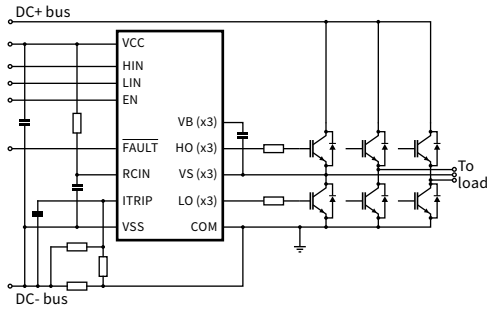 DC+ bus
VCC
HIN
LIN
EN
VB (x3)
FAULT
HO (x3)
RCIN
VS (x3)
ITRIP
LO (x3)
VSS
COM
To
load
DC- bus